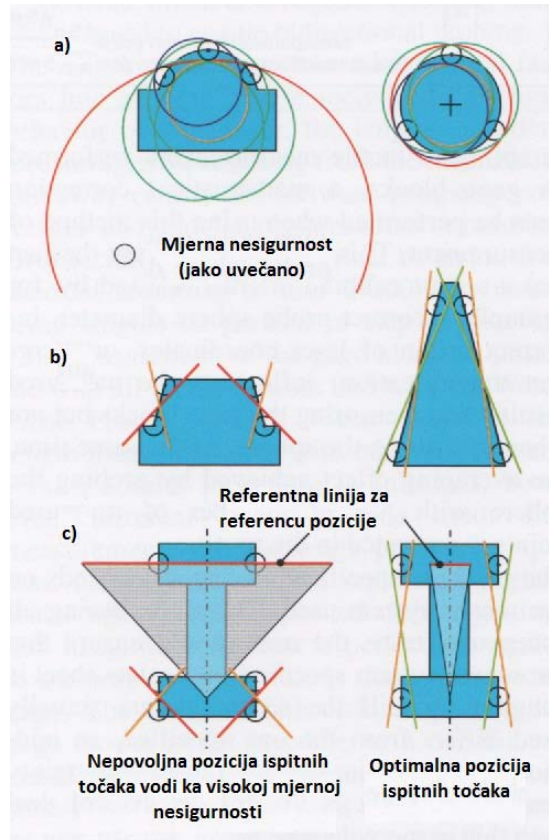 a)
Mjerna nesigurnost
(jako uvečano)
b)
Referentna linija za
referencu pozicije
c)
Nepovoljna pozicija ispitnih
točaka vodi ka visokoj mjernoj
nesigurnosti
Optimalna pozicija
ispitnih točaka